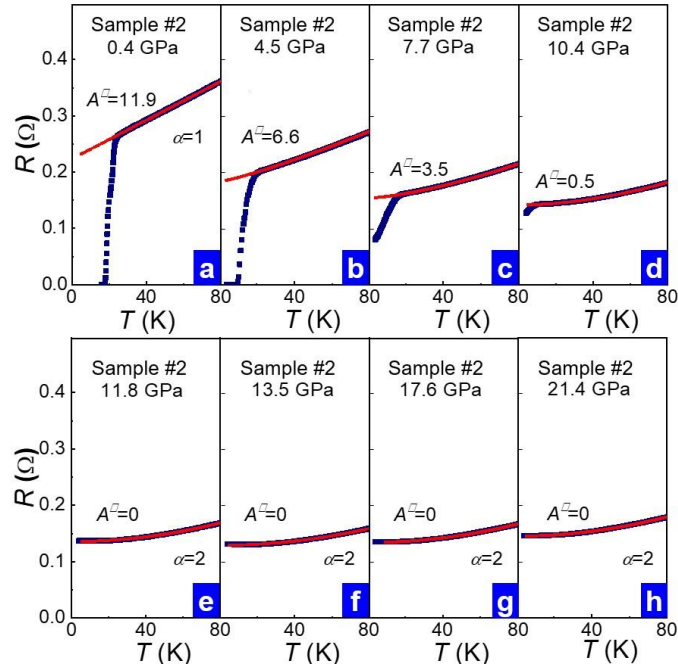 Sample #2
0.4 GPa
A□=11.9
α=1
a
Sample #2
4.5 GPa
A□=6.6
b
Sample #2
7.7 GPa
A□=3.5
c
Sample #2
10.4 GPa
A□=0.5
d
R (Ω)
0.4
0.3
0.2
0.1
0.0
0 40 80 40 80 40 80 40 80
T (K) T (K) T (K) T (K)
Sample #2
11.8 GPa
A□=0
α=2
e
Sample #2
13.5 GPa
A□=0
α=2
f
Sample #2
17.6 GPa
A□=0
α=2
g
Sample #2
21.4 GPa
A□=0
α=2
h
R (Ω)
0.4
0.3
0.2
0.1
0.0
0 40 80 40 80 40 80 40 80
T (K) T (K) T (K) T (K)